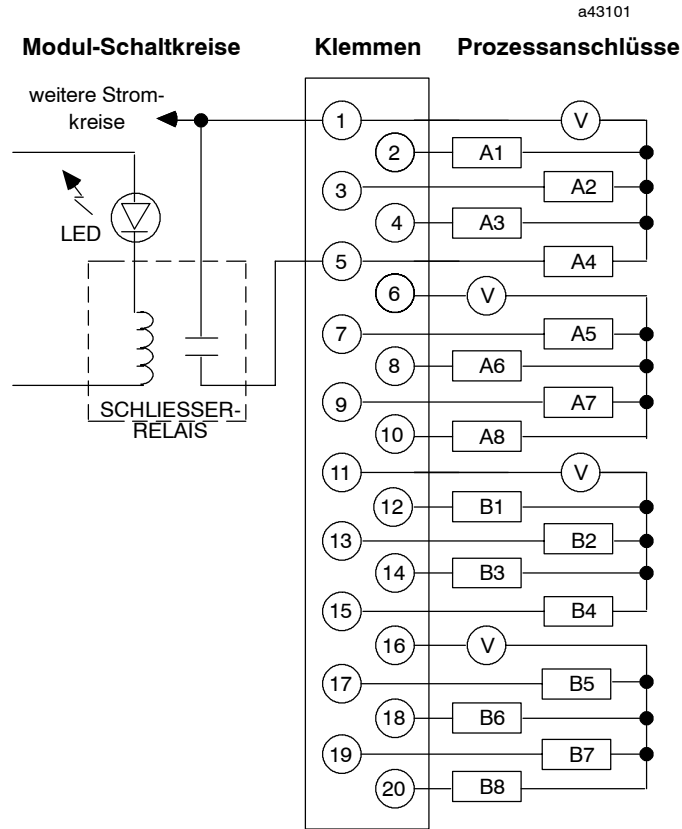 a43101
Modul-Schaltkreise Klemmen Prozessanschlüsse
weitere Strom-
kreise
LED
SCHLIESSER-
RELAIS
1 V
2 A1
3 A2
4 A3
5 A4
6 V
7 A5
8 A6
9 A7
10 A8
11 V
12 B1
13 B2
14 B3
15 B4
16 V
17 B5
18 B6
19 B7
20 B8